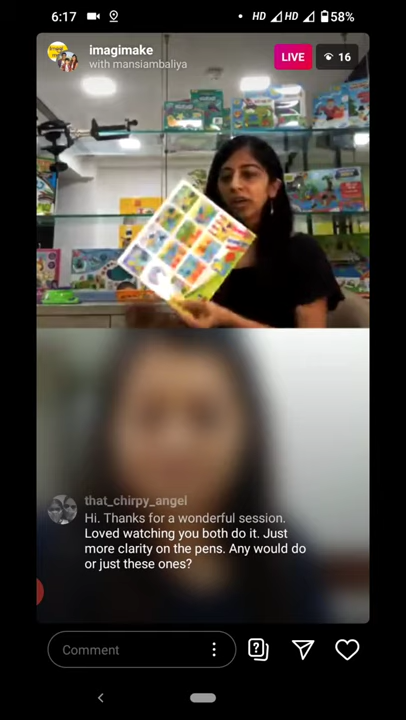 6:17
HD HD 58%
imagimake
with mansiambaliya
LIVE
16
that_chirpy_angel
Hi. Thanks for a wonderful session.
Loved watching you both do it. Just
more clarity on the pens. Any would do
or just these ones?
Comment